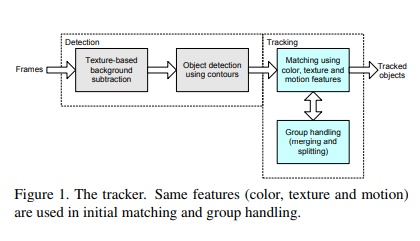 Detection
Tracking
Frames
Texture-based
background
subtraction
Object detection
using contours
Matching using
color, texture and
motion features
Tracked
objects
Group handling
(merging and
splitting)
Figure 1. The tracker. Same features (color, texture and motion)
are used in initial matching and group handling.